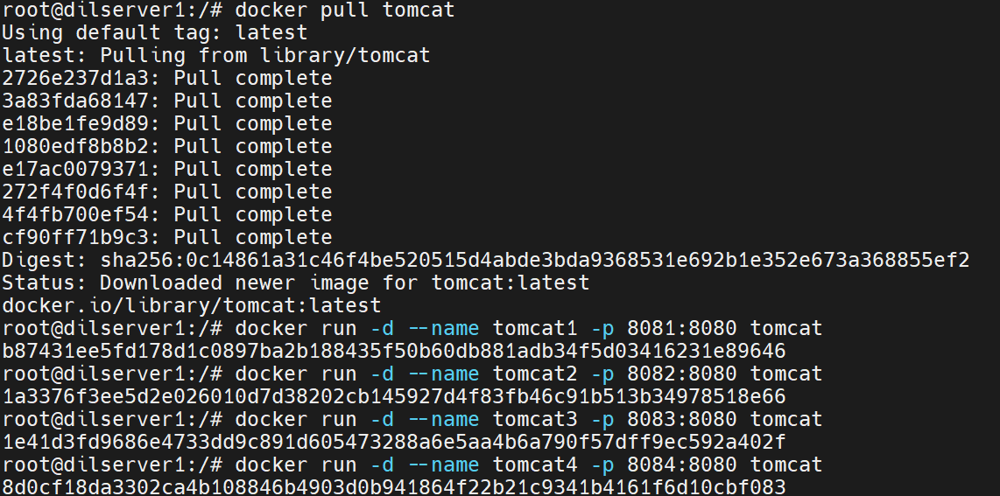 root@dilserver1:/# docker pull tomcat
Using default tag: latest
latest: Pulling from library/tomcat
2726e237d1a3: Pull complete
3a83fda68147: Pull complete
e18be1fe9d89: Pull complete
1080edf8b8b2: Pull complete
e17ac0079371: Pull complete
272f4f0d6f4f: Pull complete
4f4fb700ef54: Pull complete
cf90ff71b9c3: Pull complete
Digest: sha256:0c14861a31c46f4be520515d4abde3bda9368531e692b1e352e673a368855ef2
Status: Downloaded newer image for tomcat:latest
docker.io/library/tomcat:latest
root@dilserver1:/# docker run -d --name tomcat1 -p 8081:8080 tomcat
b87431ee5fd178d1c0897ba2b188435f50b60db881adb34f5d03416231e89646
root@dilserver1:/# docker run -d --name tomcat2 -p 8082:8080 tomcat
1a3376f3ee5d2e026010d7d38202cb145927d4f83fb46c91b513b34978518e66
root@dilserver1:/# docker run -d --name tomcat3 -p 8083:8080 tomcat
1e41d3fd9686e4733dd9c891d605473288a6e5aa4b6a790f57dff9ec592a402f
root@dilserver1:/# docker run -d --name tomcat4 -p 8084:8080 tomcat
8d0cf18da3302ca4b108846b4903d0b941864f22b21c9341b4161f6d10cbf083